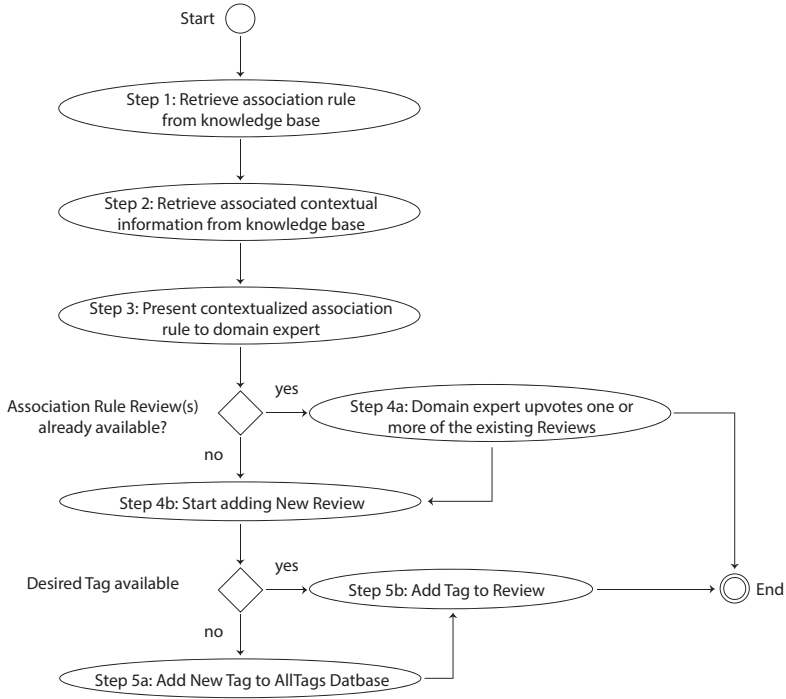 Start
Step 1: Retrieve association rule
from knowledge base
Step 2: Retrieve associated contextual
information from knowledge base
Step 3: Present contextualized association
rule to domain expert
Association Rule Review(s)
already available?
yes
Step 4a: Domain expert upvotes one or
more of the existing Reviews
no
Step 4b: Start adding New Review
Desired Tag available
yes
Step 5b: Add Tag to Review
End
no
Step 5a: Add New Tag to AllTags Datbase